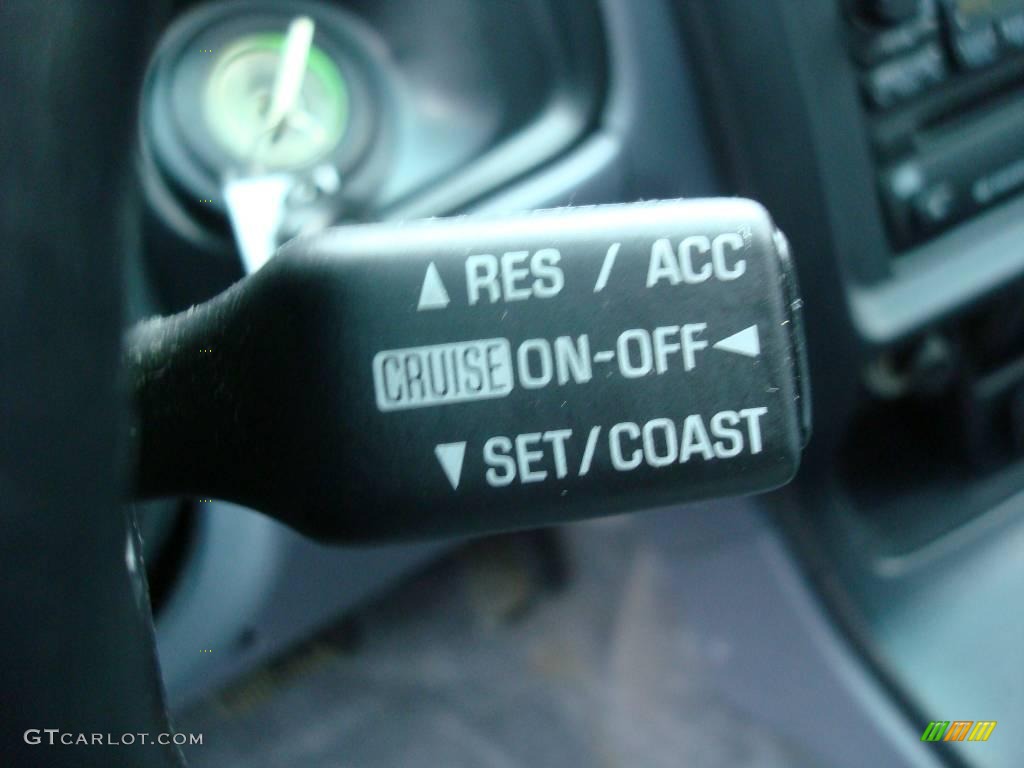 ▲ RES / ACC
CRUISE ON-OFF ◀
▼ SET/COAST
GTCARLOT.COM